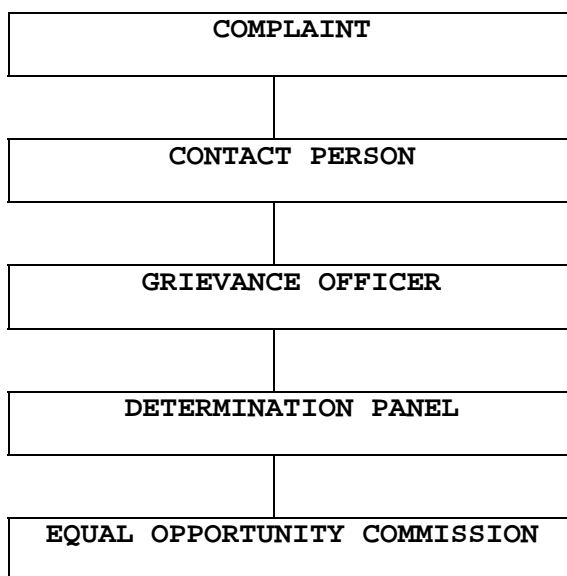 COMPLAINT
CONTACT PERSON
GRIEVANCE OFFICER
DETERMINATION PANEL
EQUAL OPPORTUNITY COMMISSION